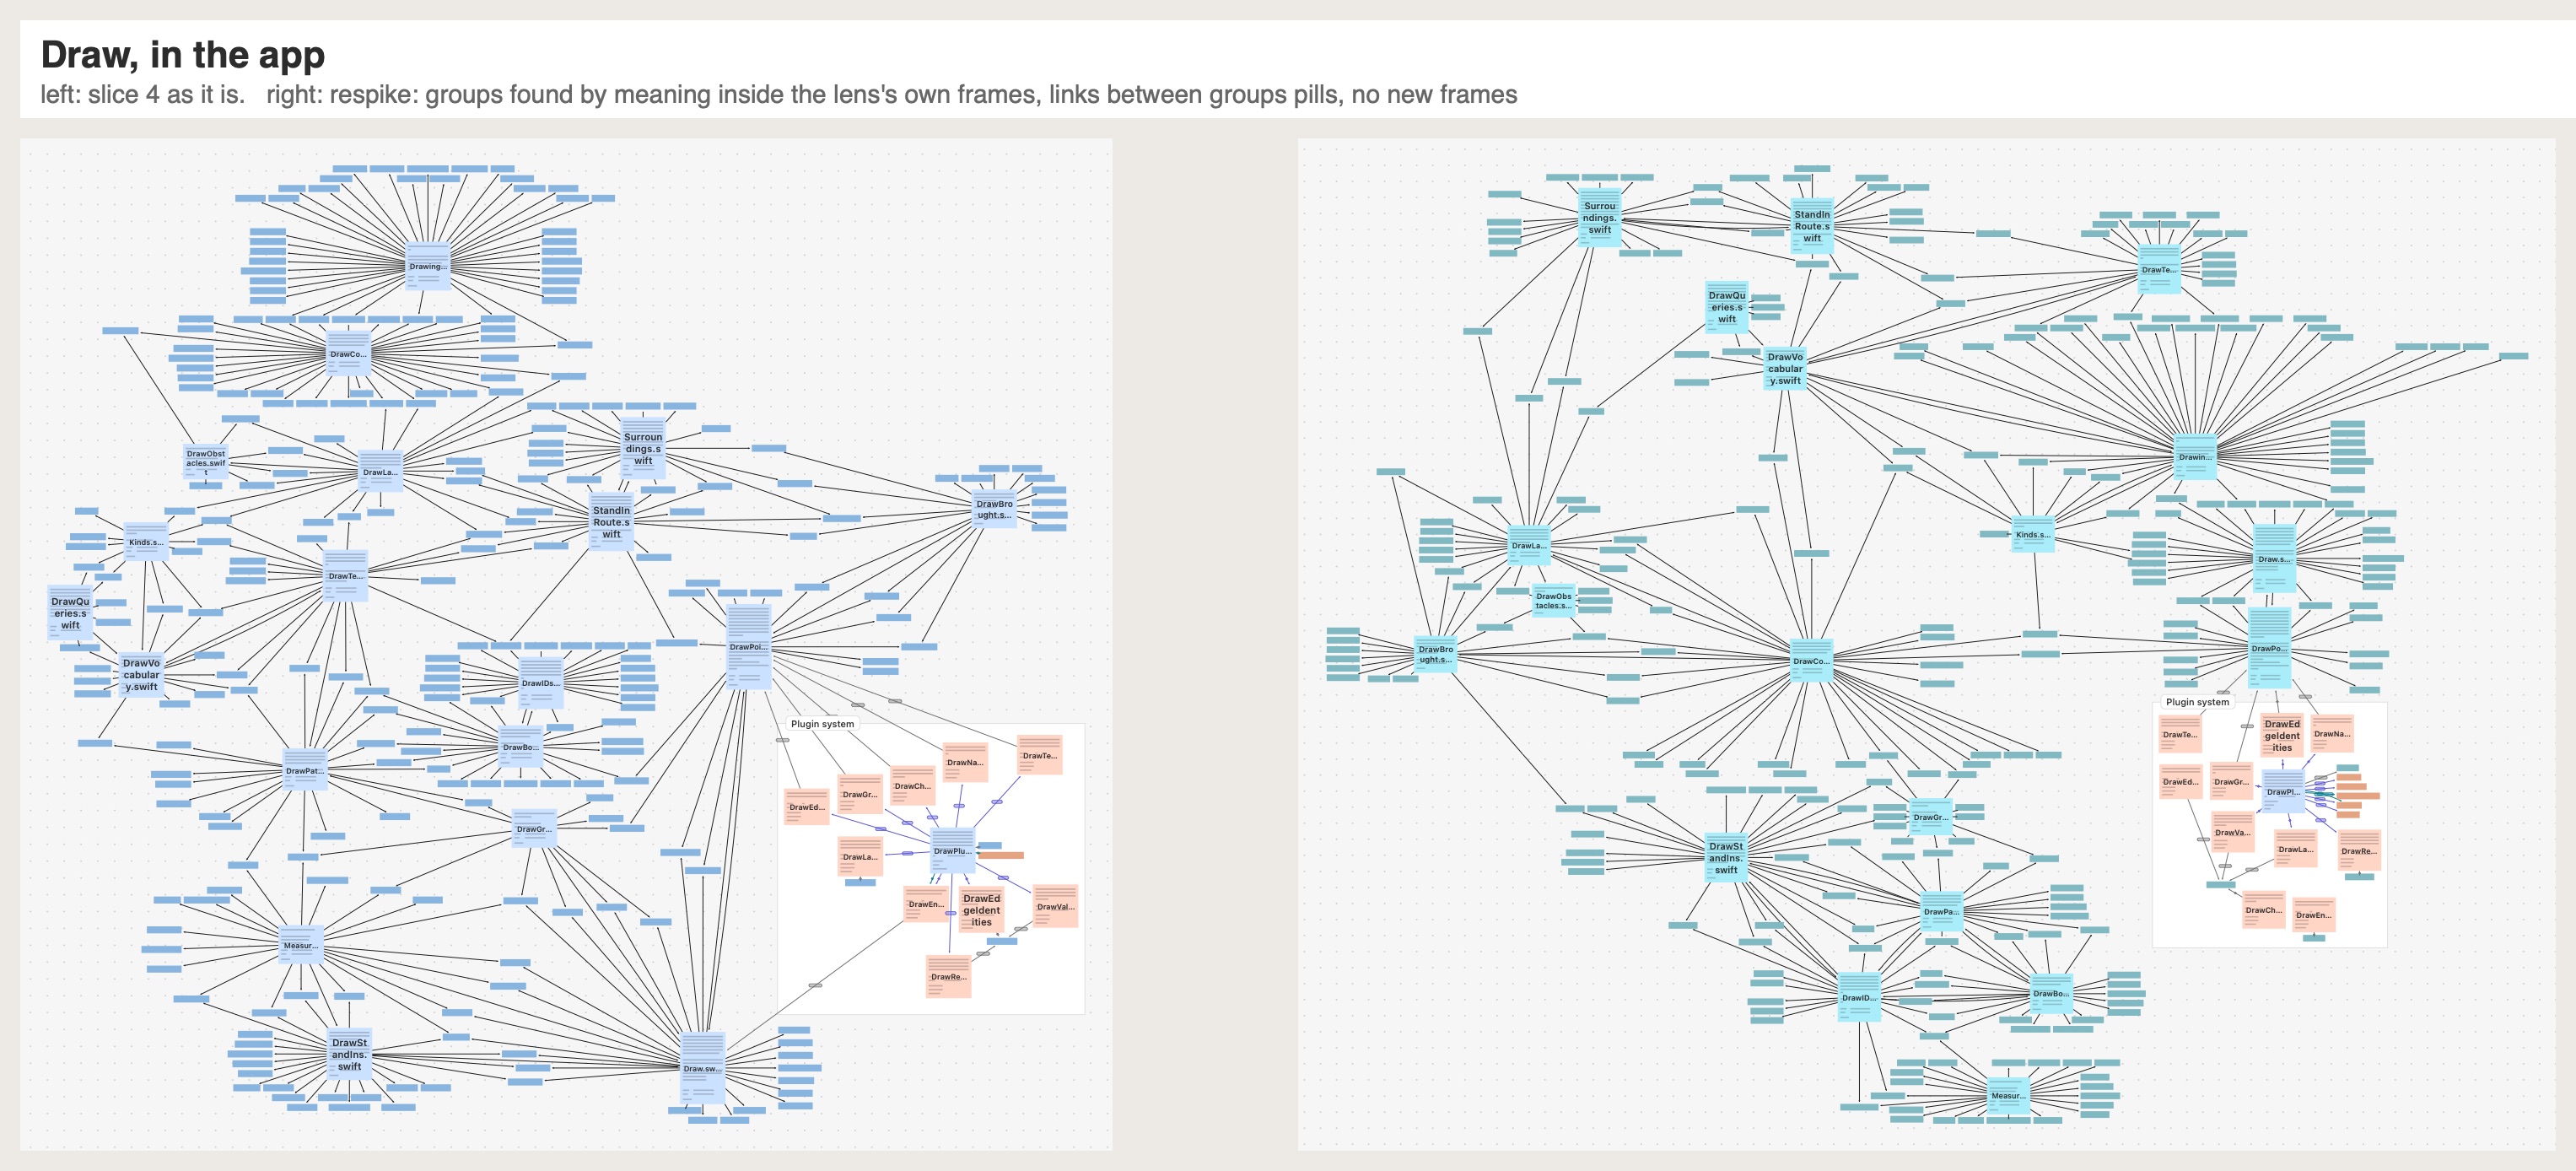 Draw, in the app
left: slice 4 as it is.   right: respike: groups found by meaning inside the lens's own frames, links between groups pills, no new frames
Drawing...
DrawCo...
DrawObst
acles.swif
t
DrawLa...
Surroun
dings.s
wift
StandIn
Route.s
wift
DrawBro
ught.s...
Kinds.s...
DrawTe...
DrawQu
eries.s
wift
DrawVo
cabular
y.swift
DrawIDs...
DrawPoi...
DrawBo...
DrawPat...
DrawGr...
Measur...
DrawSt
andIns.
swift
Draw.sw...
Plugin system
DrawNa...
DrawTe...
DrawCh...
DrawGr...
DrawEd...
DrawLa...
DrawPlu...
DrawEn...
DrawEd
geIdent
ities
DrawVal...
DrawRe...
Surrou
ndings.
swift
StandIn
Route.s
wift
DrawTe...
DrawQu
eries.s
wift
DrawVo
cabular
y.swift
Drawin...
DrawLa...
Kinds.s...
Draw.s...
DrawObs
tacles.s...
DrawBro
ught.s...
DrawCo...
DrawPo...
Plugin system
DrawTe...
DrawEd
geIdent
ities
DrawNa...
DrawEd...
DrawGr...
DrawPl...
DrawVa...
DrawLa...
DrawRe...
DrawCh...
DrawEn...
DrawGr...
DrawSt
andIns.
swift
DrawPa...
DrawID...
DrawBo...
Measur...